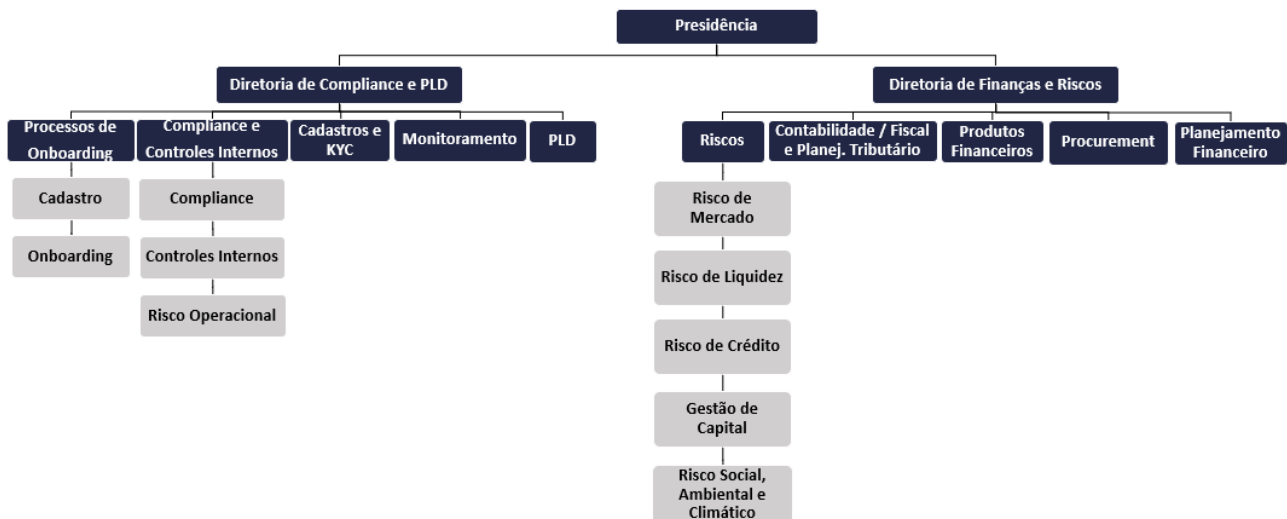 Presidência
Diretoria de Compliance e PLD
Diretoria de Finanças e Riscos
Processos de
Onboarding
Compliance e
Controles Internos
Cadastros e
KYC
Monitoramento
PLD
Riscos
Contabilidade / Fiscal
e Planej. Tributário
Produtos
Financeiros
Procurement
Planejamento
Financeiro
Cadastro
Onboarding
Compliance
Controles Internos
Risco Operacional
Risco de
Mercado
Risco de Liquidez
Risco de Crédito
Gestão de
Capital
Risco Social,
Ambiental e
Climático